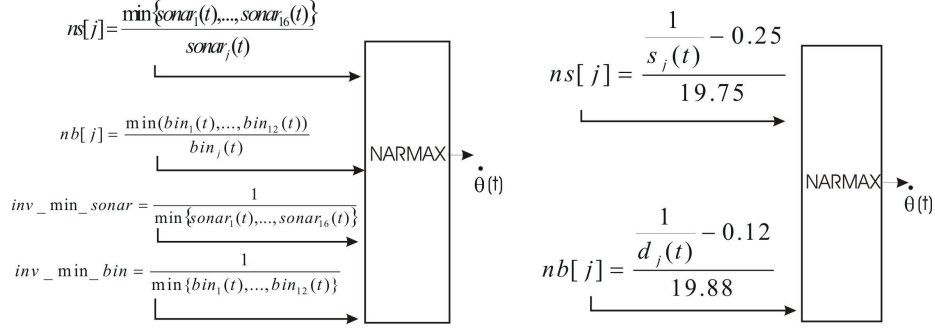 ns[j]= min{sonar₁(t),...,sonar₁₆(t)} / sonarⱼ(t)
nb[j] = min(bin₁(t),...,bin₁₂(t)) / binⱼ(t)
inv_min_sonar = 1 / min{sonar₁(t),...,sonar₁₆(t)}
inv_min_bin = 1 / min{bin₁(t),...,bin₁₂(t)}
NARMAX
θ̇(t)
ns[j] = (1 / sⱼ(t) − 0.25) / 19.75
nb[j] = (1 / dⱼ(t) − 0.12) / 19.88
NARMAX
θ̇(t)